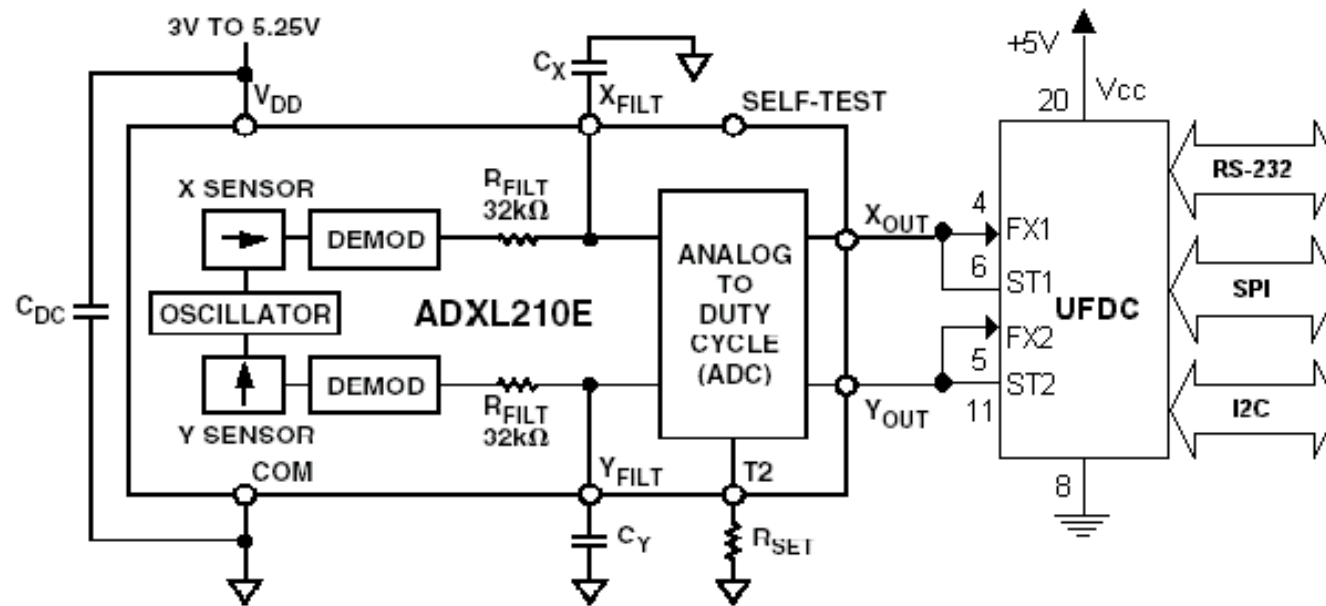 3V TO 5.25V
+5V
CX
VDD
XFILT
SELF-TEST
20
Vcc
X SENSOR
RFILT
32kΩ
RS-232
DEMOD
XOUT
4
FX1
ANALOG
TO
DUTY
CYCLE
(ADC)
6
ST1
CDC
OSCILLATOR
ADXL210E
UFDC
SPI
FX2
5
ST2
DEMOD
RFILT
32kΩ
YOUT
11
I2C
Y SENSOR
COM
YFILT
T2
8
CY
RSET